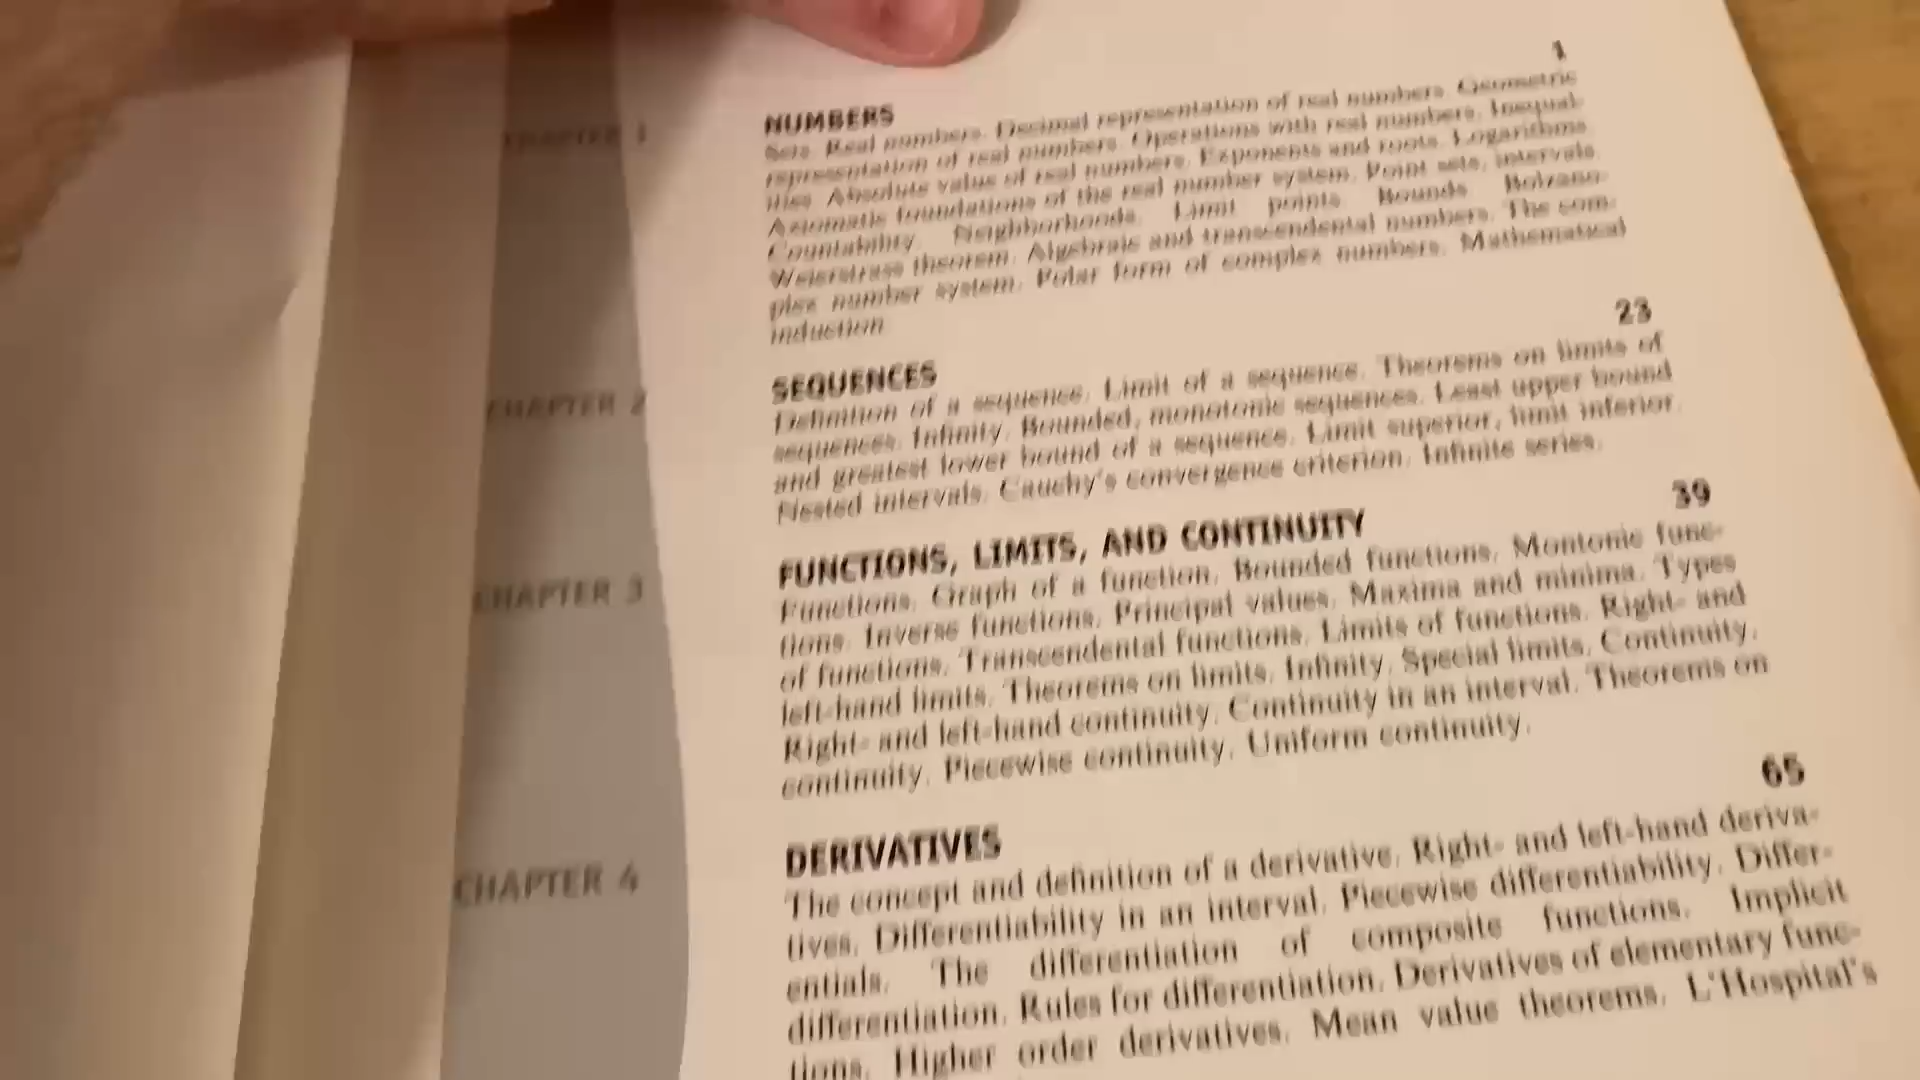 1
CHAPTER 1 NUMBERS
Sets. Real numbers. Decimal representation of real numbers. Geometric
representation of real numbers. Operations with real numbers. Inequal-
ities. Absolute value of real numbers. Exponents and roots. Logarithms.
Axiomatic foundations of the real number system. Point sets, intervals.
Countability. Neighborhoods. Limit points. Bounds. Bolzano-
Weierstrass theorem. Algebraic and transcendental numbers. The com-
plex number system. Polar form of complex numbers. Mathematical
induction.
23
CHAPTER 2 SEQUENCES
Definition of a sequence. Limit of a sequence. Theorems on limits of
sequences. Infinity. Bounded, monotonic sequences. Least upper bound
and greatest lower bound of a sequence. Limit superior, limit inferior.
Nested intervals. Cauchy's convergence criterion. Infinite series.
39
CHAPTER 3 FUNCTIONS, LIMITS, AND CONTINUITY
Functions. Graph of a function. Bounded functions. Montonic func-
tions. Inverse functions. Principal values. Maxima and minima. Types
of functions. Transcendental functions. Limits of functions. Right- and
left-hand limits. Theorems on limits. Infinity. Special limits. Continuity.
Right- and left-hand continuity. Continuity in an interval. Theorems on
continuity. Piecewise continuity. Uniform continuity.
65
CHAPTER 4 DERIVATIVES
The concept and definition of a derivative. Right- and left-hand deriva-
tives. Differentiability in an interval. Piecewise differentiability. Differ-
entials. The differentiation of composite functions. Implicit
differentiation. Rules for differentiation. Derivatives of elementary func-
tions. Higher order derivatives. Mean value theorems. L'Hospital's